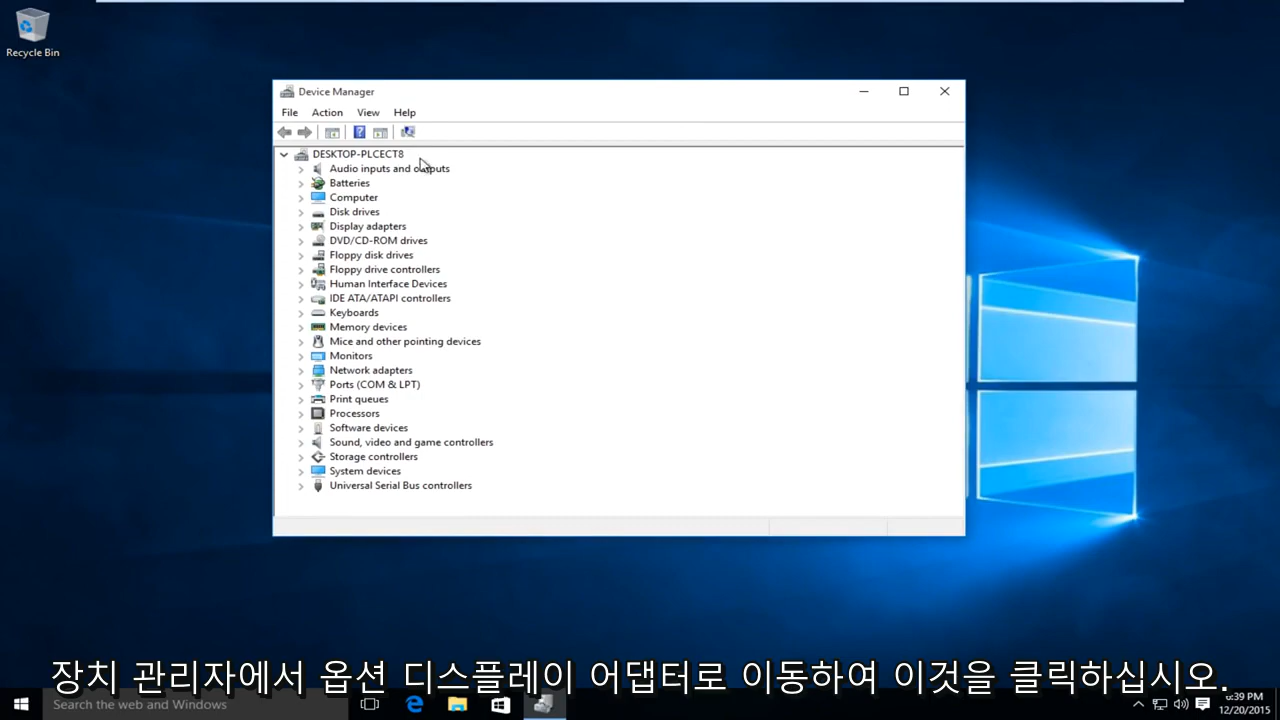 Recycle Bin
Device Manager
File Action View Help
DESKTOP-PLCECT8
Audio inputs and outputs
Batteries
Computer
Disk drives
Display adapters
DVD/CD-ROM drives
Floppy disk drives
Floppy drive controllers
Human Interface Devices
IDE ATA/ATAPI controllers
Keyboards
Memory devices
Mice and other pointing devices
Monitors
Network adapters
Ports (COM & LPT)
Print queues
Processors
Software devices
Sound, video and game controllers
Storage controllers
System devices
Universal Serial Bus controllers
장치 관리자에서 옵션 디스플레이 어댑터로 이동하여 이것을 클릭하십시오.
Search the web and Windows
6:39 PM
12/20/2015